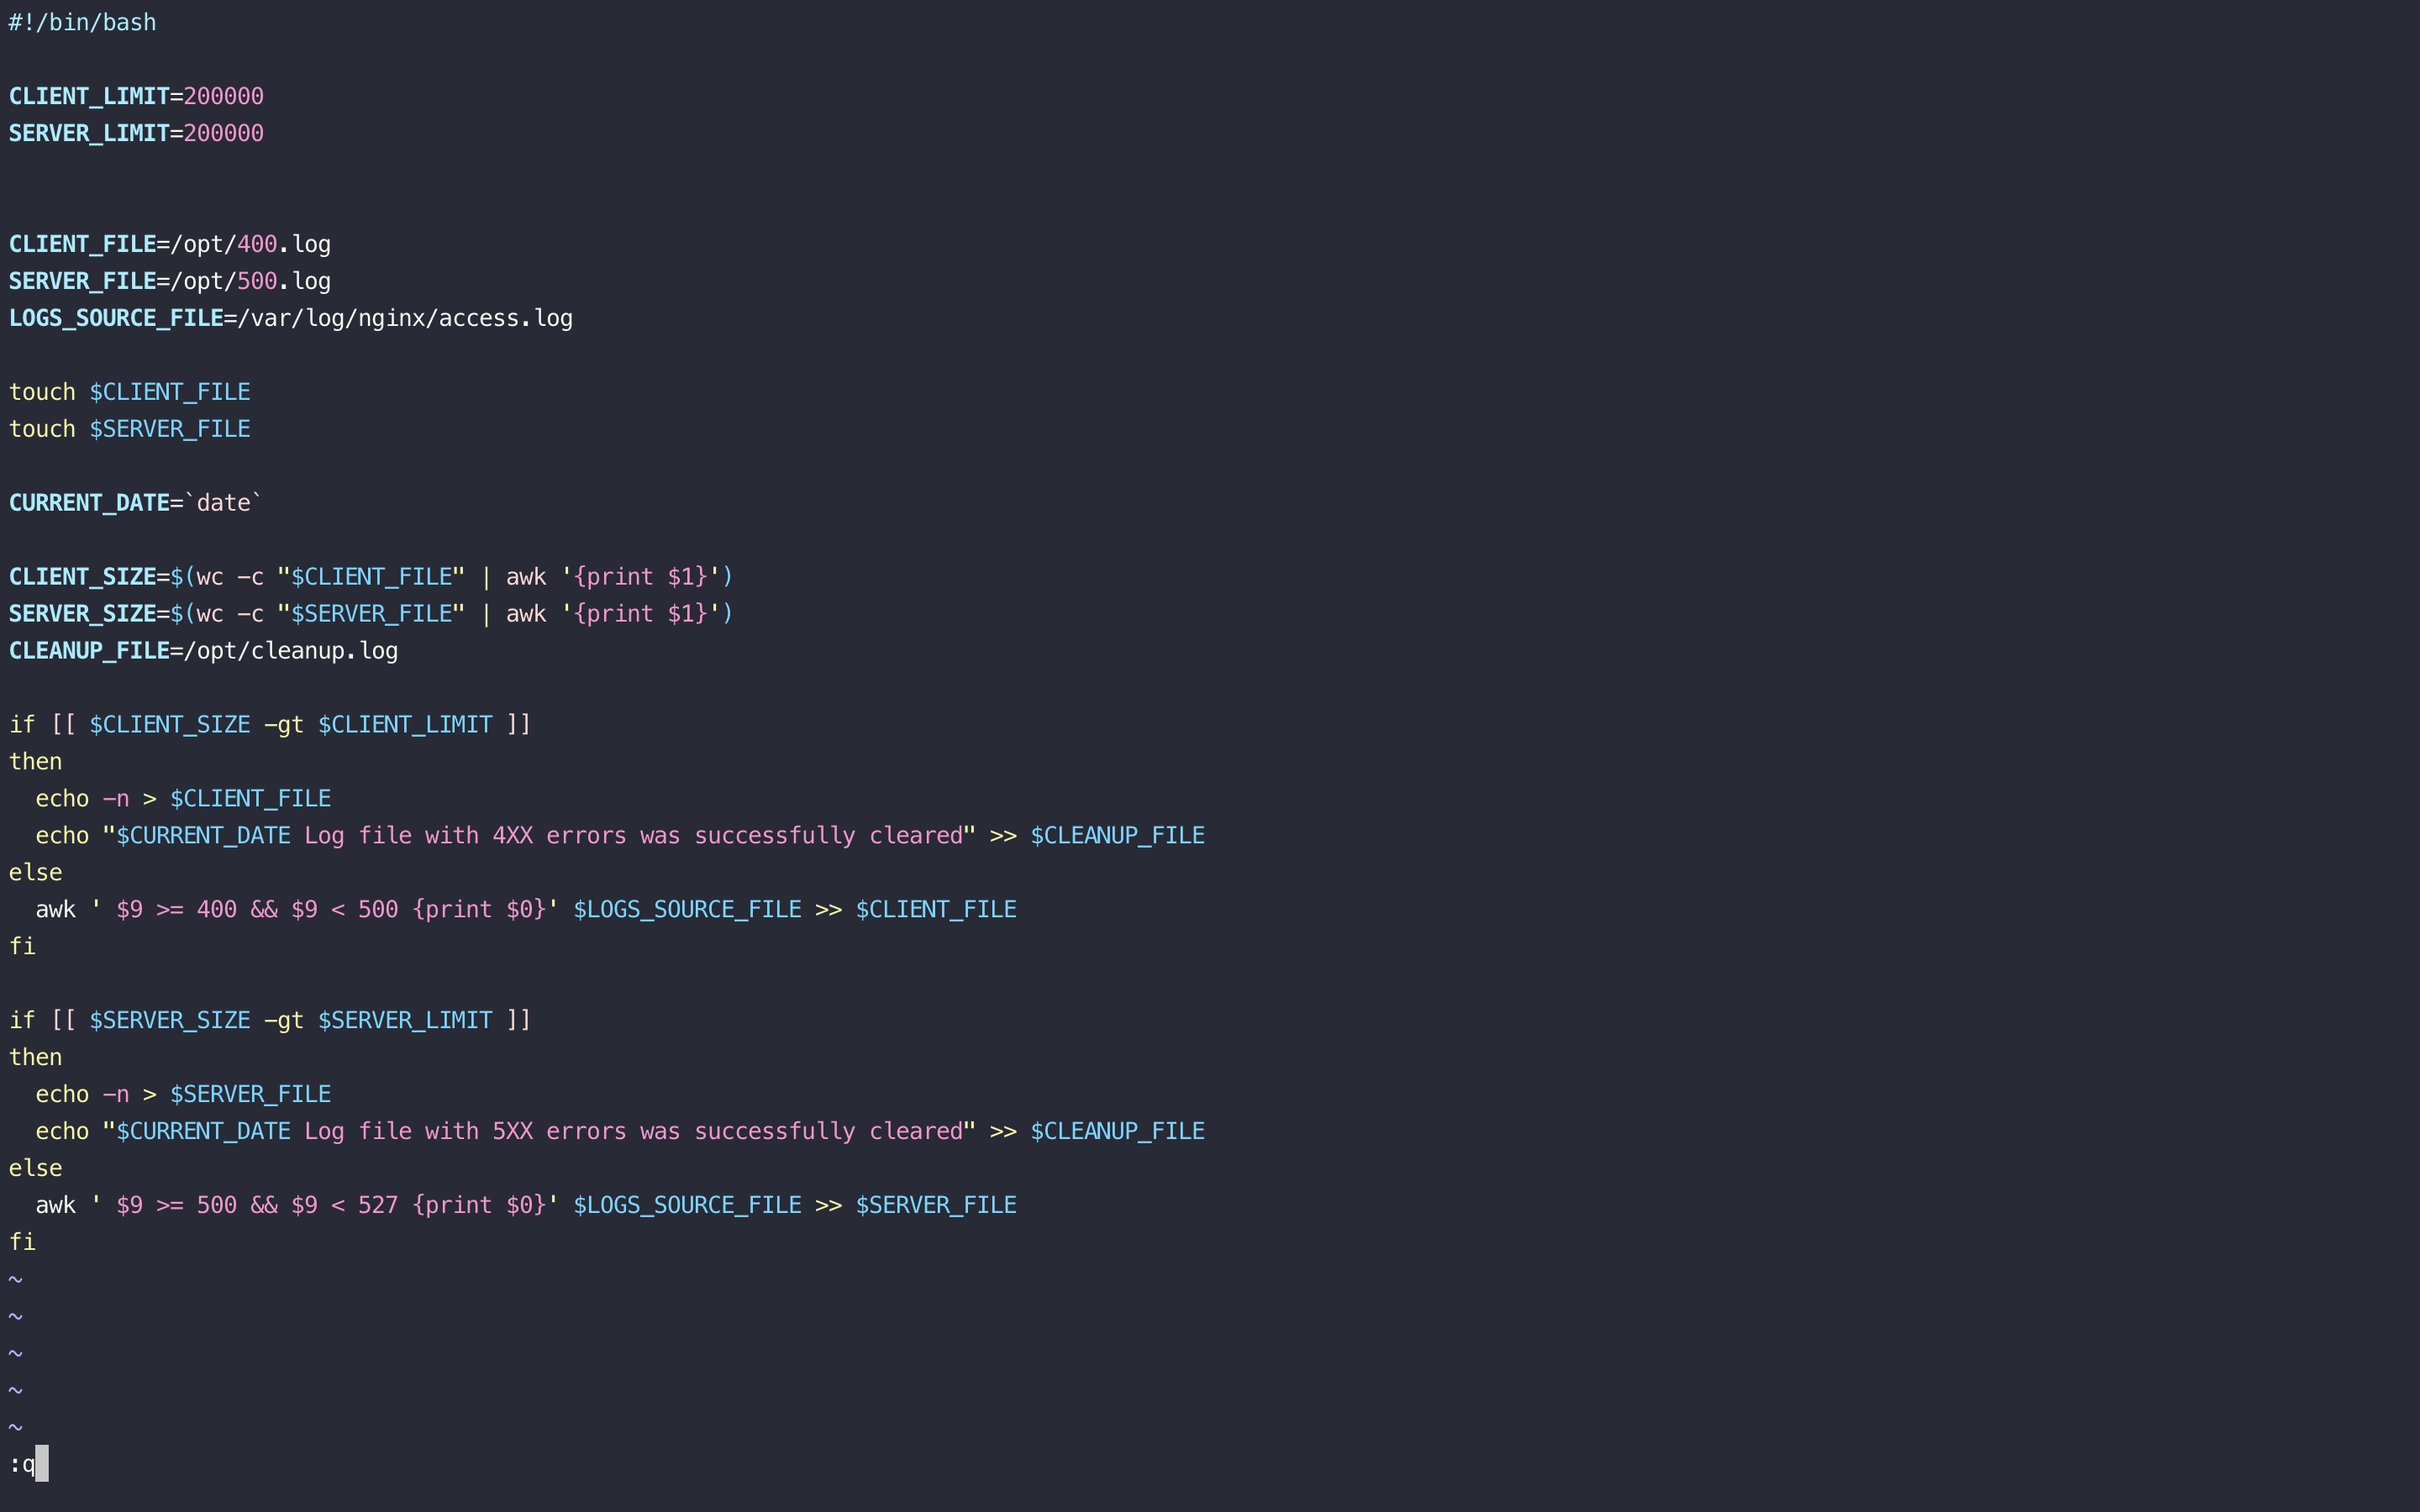 #!/bin/bash

CLIENT_LIMIT=200000
SERVER_LIMIT=200000


CLIENT_FILE=/opt/400.log
SERVER_FILE=/opt/500.log
LOGS_SOURCE_FILE=/var/log/nginx/access.log

touch $CLIENT_FILE
touch $SERVER_FILE

CURRENT_DATE=`date`

CLIENT_SIZE=$(wc -c "$CLIENT_FILE" | awk '{print $1}')
SERVER_SIZE=$(wc -c "$SERVER_FILE" | awk '{print $1}')
CLEANUP_FILE=/opt/cleanup.log

if [[ $CLIENT_SIZE -gt $CLIENT_LIMIT ]]
then
  echo -n > $CLIENT_FILE
  echo "$CURRENT_DATE Log file with 4XX errors was successfully cleared" >> $CLEANUP_FILE
else
  awk ' $9 >= 400 && $9 < 500 {print $0}' $LOGS_SOURCE_FILE >> $CLIENT_FILE
fi

if [[ $SERVER_SIZE -gt $SERVER_LIMIT ]]
then
  echo -n > $SERVER_FILE
  echo "$CURRENT_DATE Log file with 5XX errors was successfully cleared" >> $CLEANUP_FILE
else
  awk ' $9 >= 500 && $9 < 527 {print $0}' $LOGS_SOURCE_FILE >> $SERVER_FILE
fi
~
~
~
~
~
:q